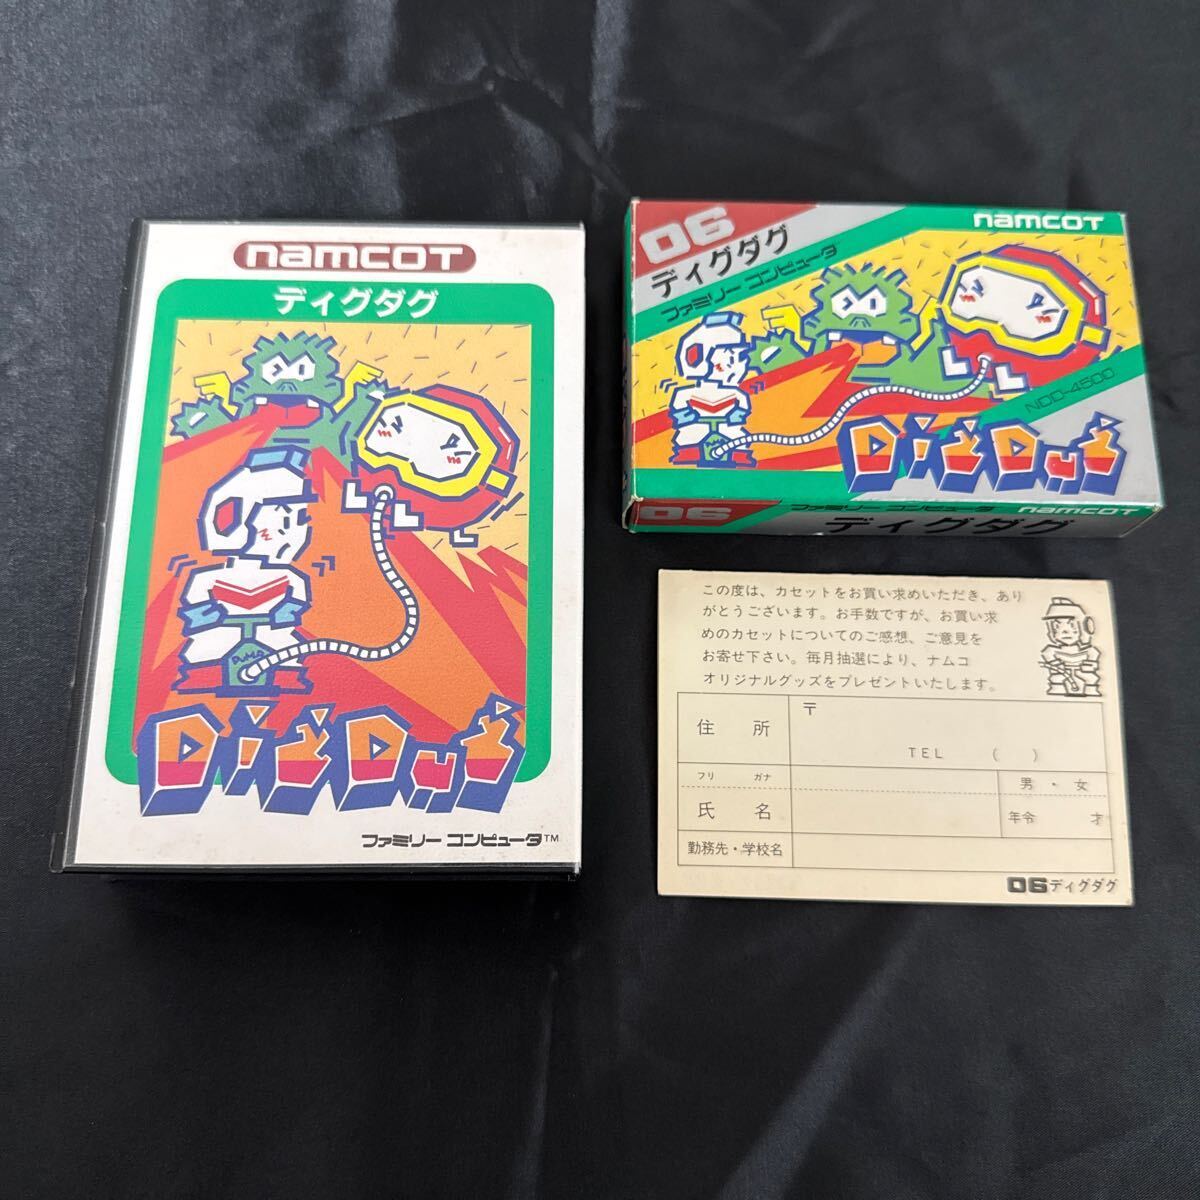 namcoT
ディグダグ
PUMP
DiGDuG
ファミリーコンピュータ™
06
ディグダグ
ファミリーコンピュータ
namcoT
NDD-4500
DiGDuG
06
ファミリーコンピュータ
ディグダグ
namcoT
この度は、カセットをお買い求めいただき、あり
がとうございます。お手数ですが、お買い求
めのカセットについてのご感想、ご意見を
お寄せ下さい。毎月抽選により、ナムコ
オリジナルグッズをプレゼントいたします。
住 所
〒
TEL ( )
フリ ガナ
男・女
氏 名
年令 才
勤務先・学校名
06ディグダグ